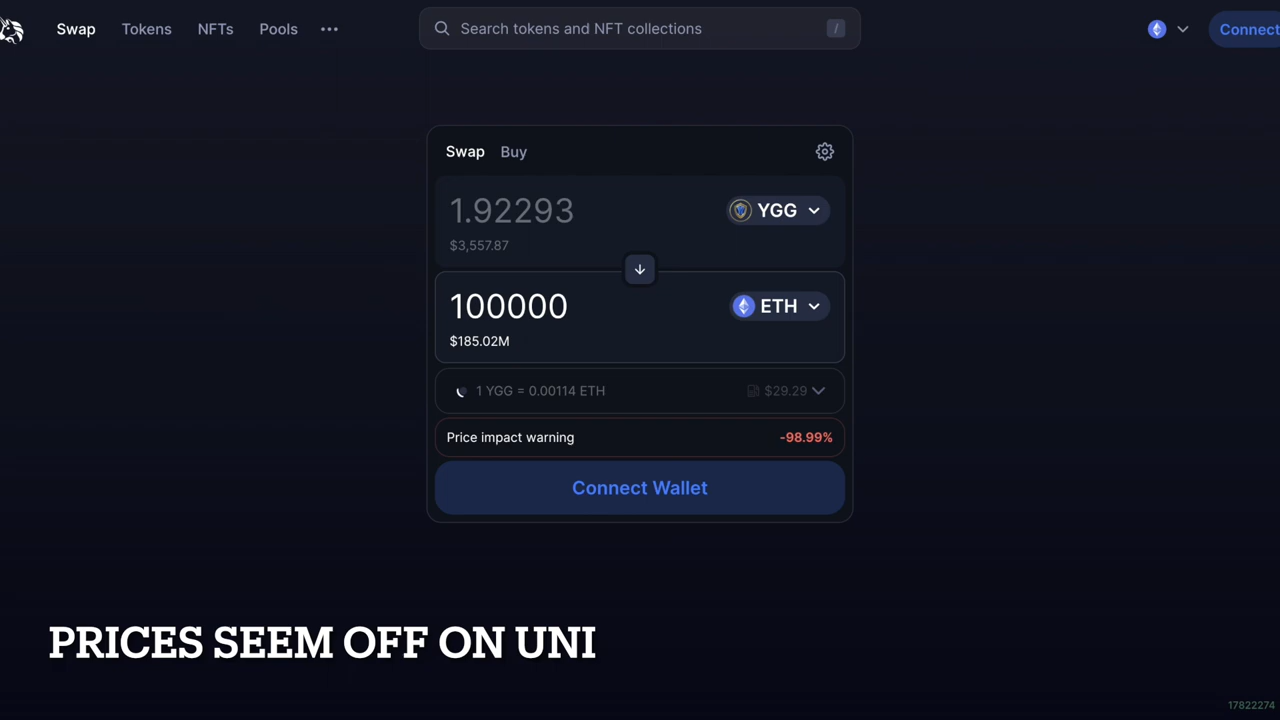 Swap Tokens NFTs Pools ••• Search tokens and NFT collections / Connect
Swap Buy
1.92293 YGG
$3,557.87
100000 ETH
$185.02M
1 YGG = 0.00114 ETH $29.29
Price impact warning -98.99%
Connect Wallet
PRICES SEEM OFF ON UNI
17822274